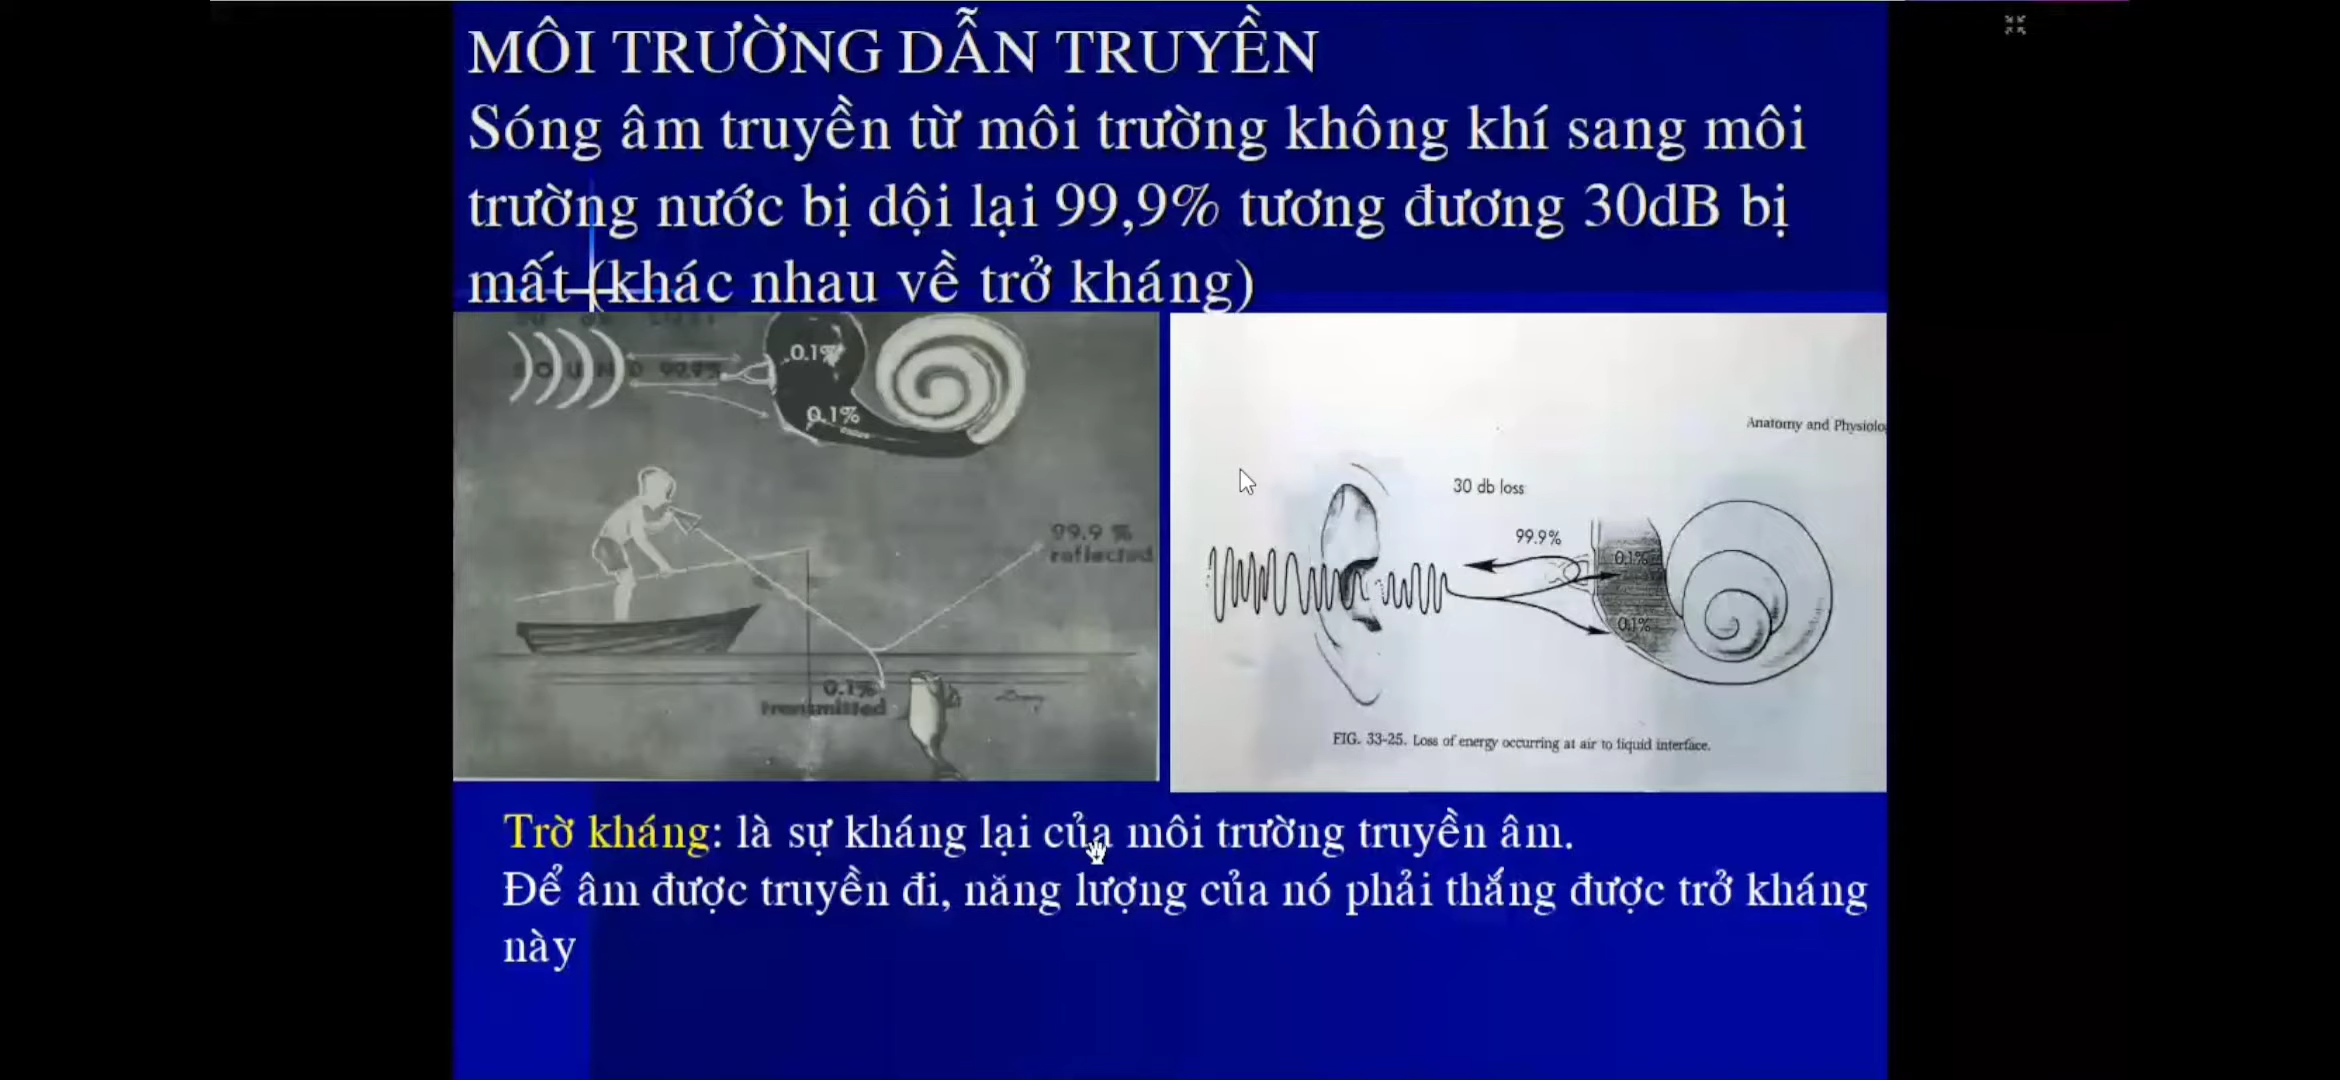 MÔI TRƯỜNG DẪN TRUYỀN
Sóng âm truyền từ môi trường không khí sang môi
trường nước bị dội lại 99,9% tương đương 30dB bị
mất (khác nhau về trở kháng)
0.1%
SOUND 99.9%
0.1%
99.9 %
reflected
0.1%
transmitted
Anatomy and Physiolo
30 db loss
99.9%
0.1%
0.1%
FIG. 33-25. Loss of energy occurring at air to liquid interface.
Trờ kháng: là sự kháng lại của môi trường truyền âm.
Để âm được truyền đi, năng lượng của nó phải thắng được trở kháng
này